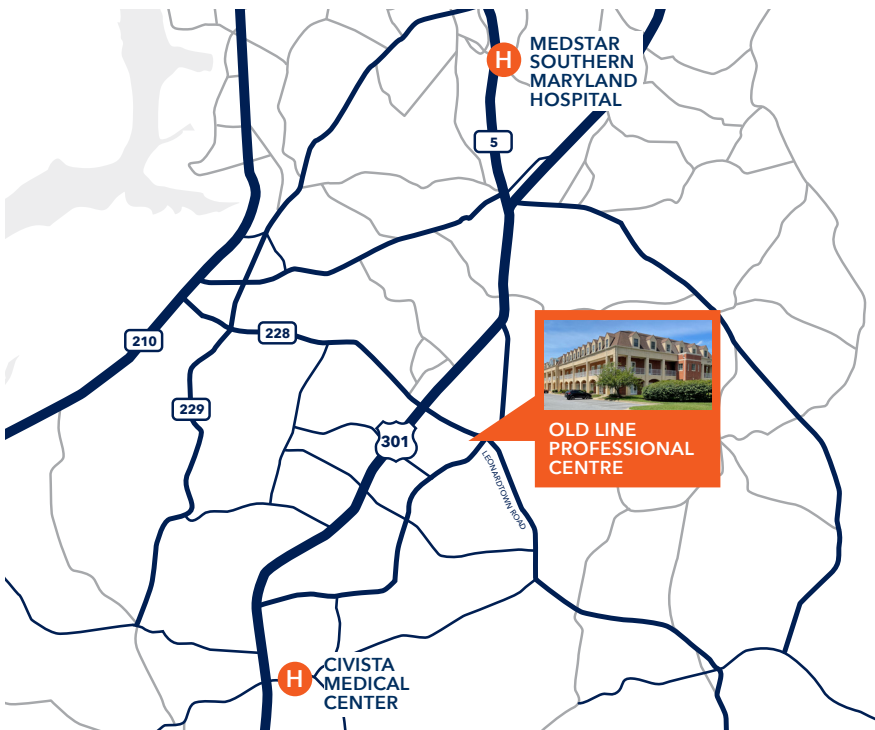 H
MEDSTAR
SOUTHERN
MARYLAND
HOSPITAL
5
210
228
229
301
OLD LINE
PROFESSIONAL
CENTRE
LEONARDTOWN ROAD
H
CIVISTA
MEDICAL
CENTER